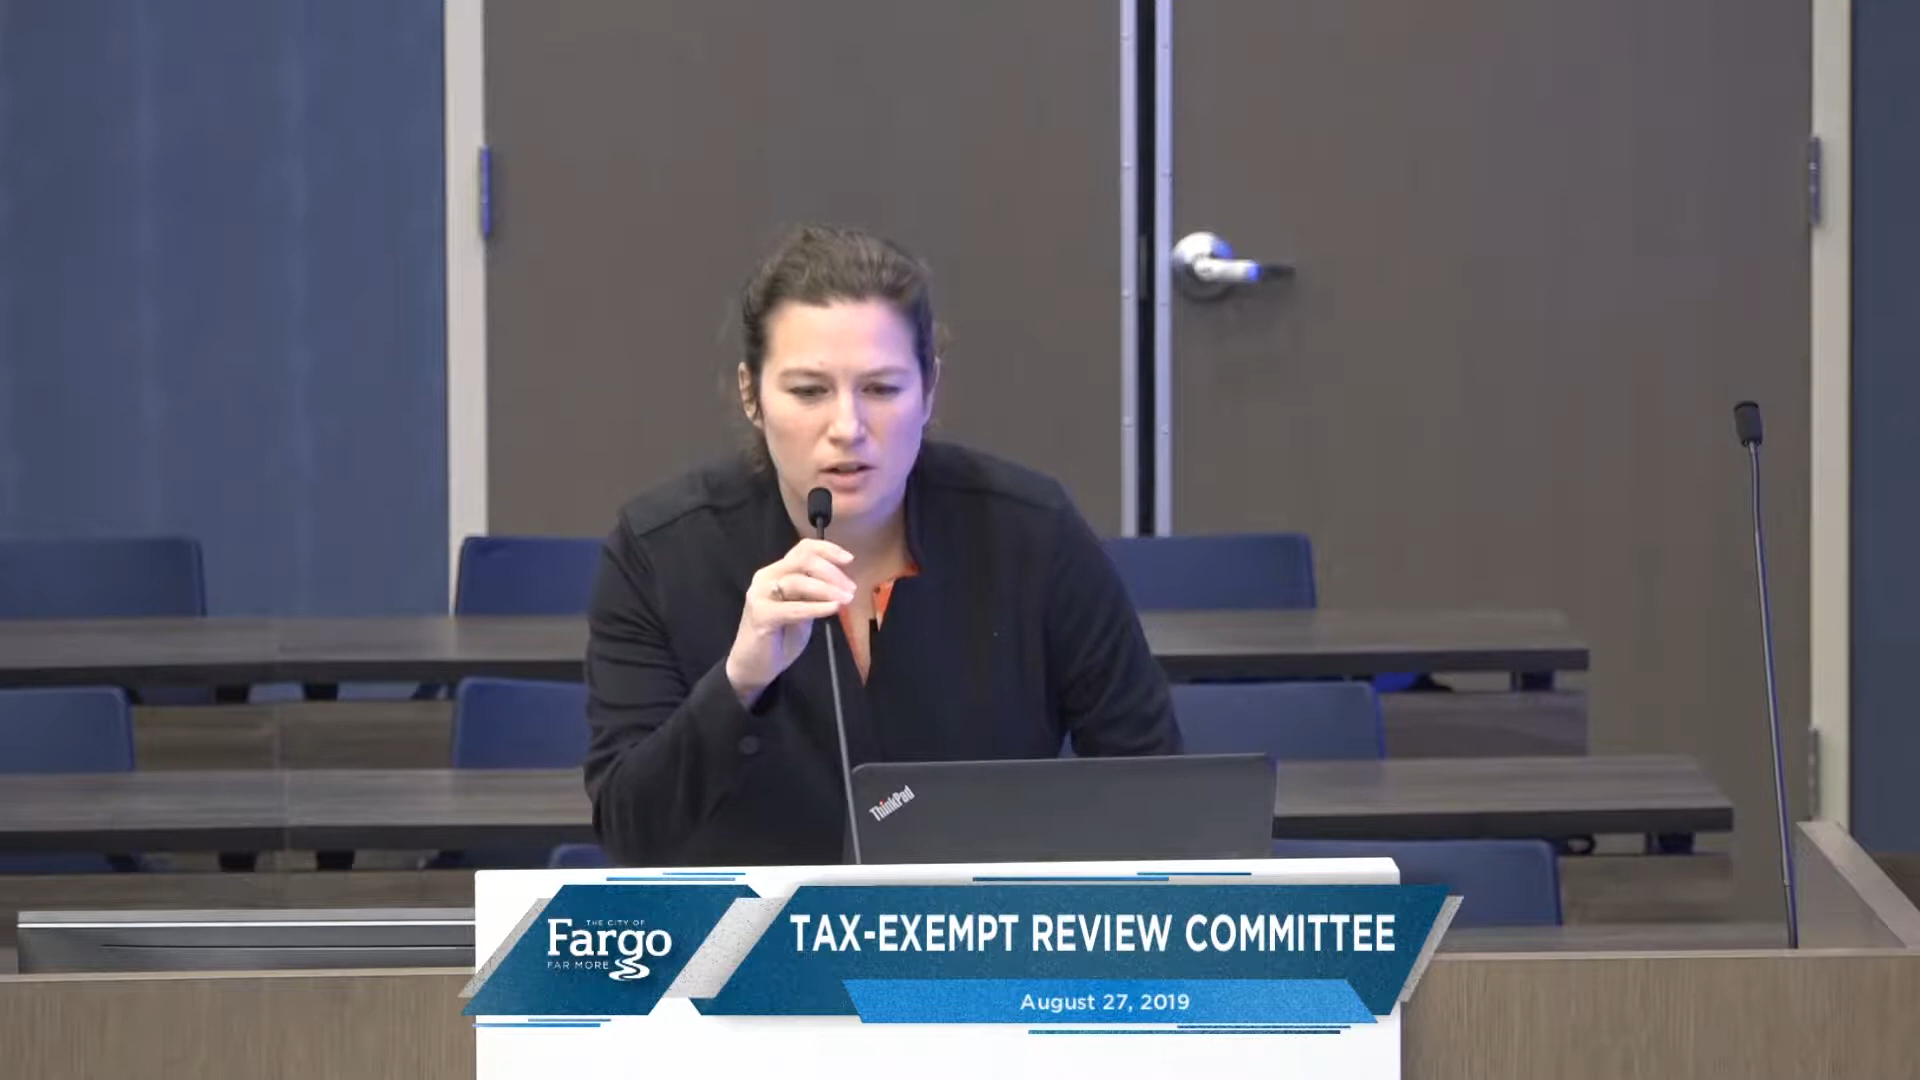 ThinkPad
THE CITY OF
Fargo
FAR MORE
TAX-EXEMPT REVIEW COMMITTEE
August 27, 2019